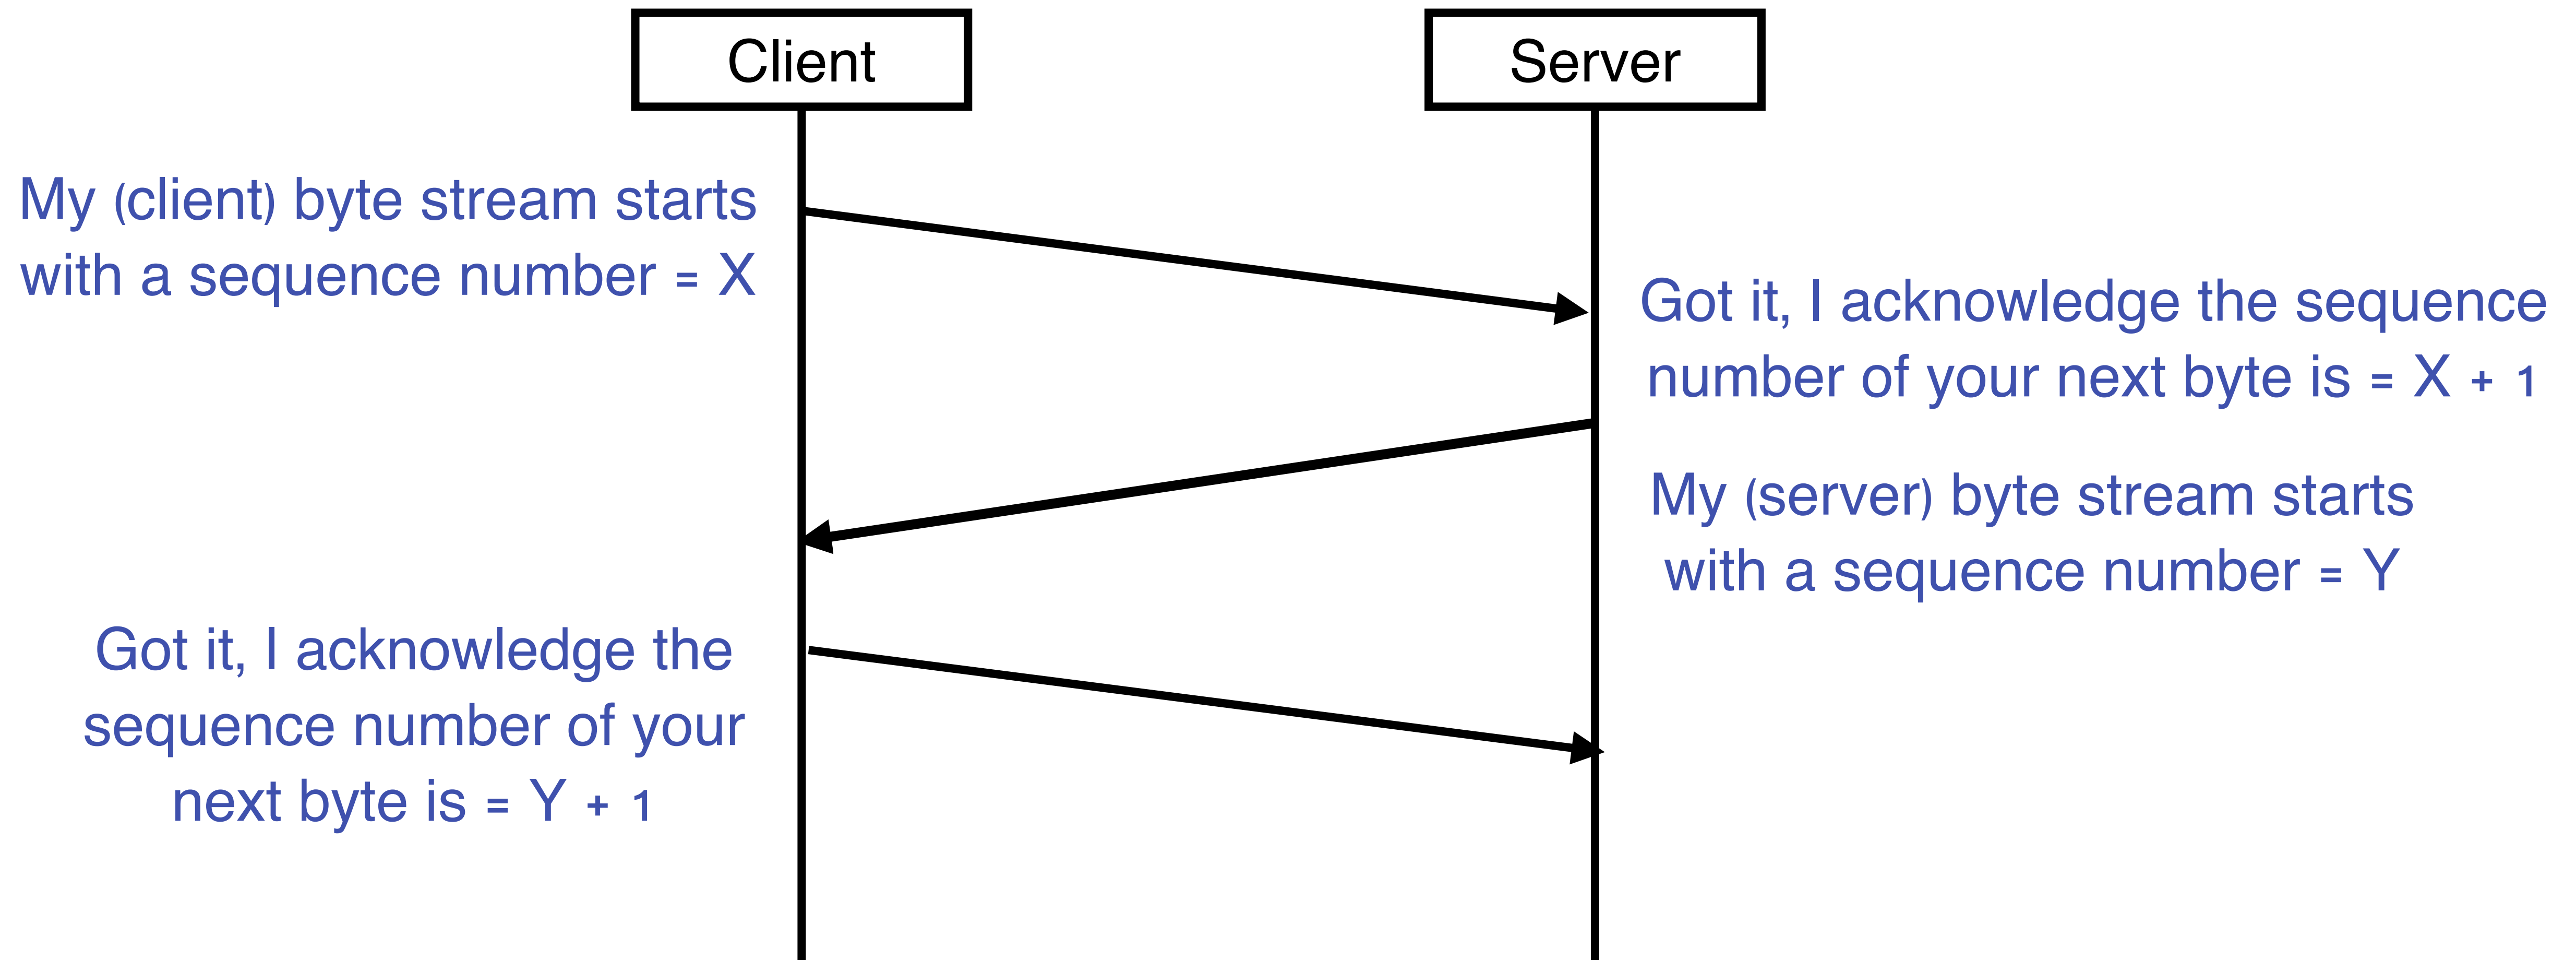 Client
Server
My (client) byte stream starts
with a sequence number = X
Got it, I acknowledge the sequence
number of your next byte is = X + 1
My (server) byte stream starts
with a sequence number = Y
Got it, I acknowledge the
sequence number of your
next byte is = Y + 1